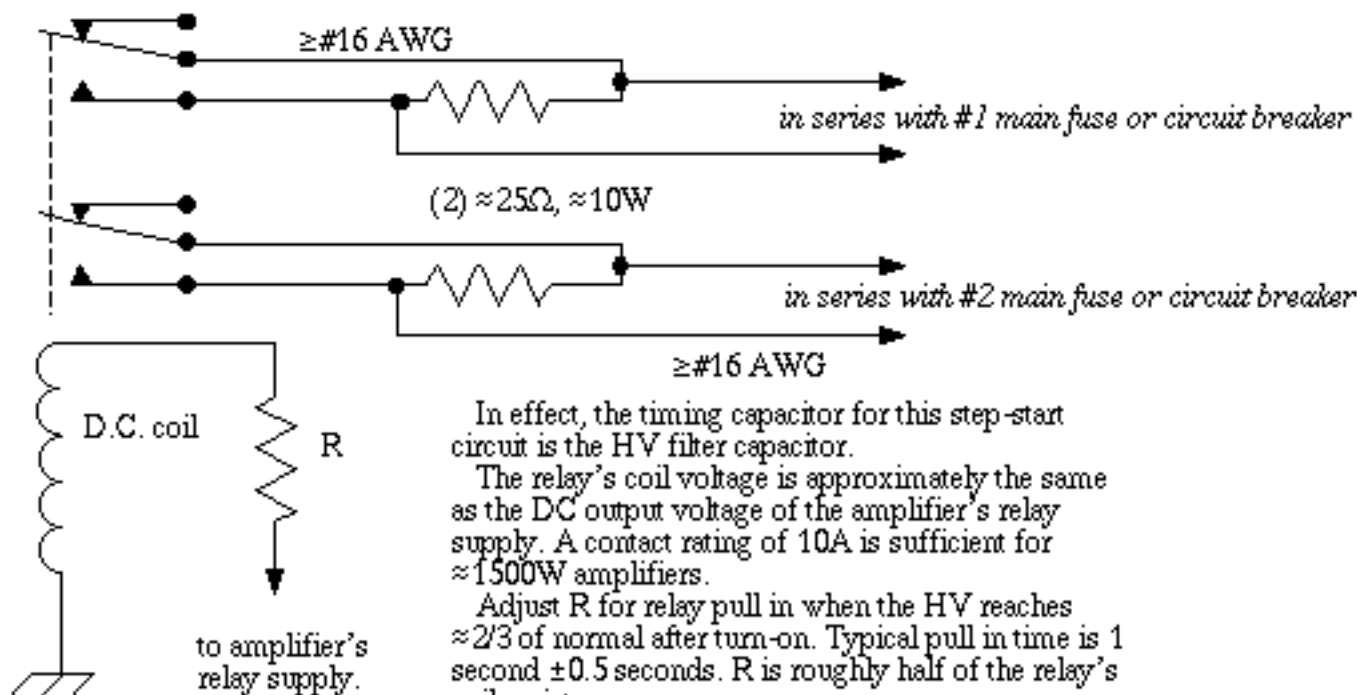 ≥#16 AWG
in series with #1 main fuse or circuit breaker
(2) ≈25Ω, ≈10W
in series with #2 main fuse or circuit breaker
≥#16 AWG
D.C. coil
R
In effect, the timing capacitor for this step-start
circuit is the HV filter capacitor.
The relay's coil voltage is approximately the same
as the DC output voltage of the amplifier's relay
supply. A contact rating of 10A is sufficient for
≈1500W amplifiers.
Adjust R for relay pull in when the HV reaches
≈2/3 of normal after turn-on. Typical pull in time is 1
second ±0.5 seconds. R is roughly half of the relay's
to amplifier's
relay supply.